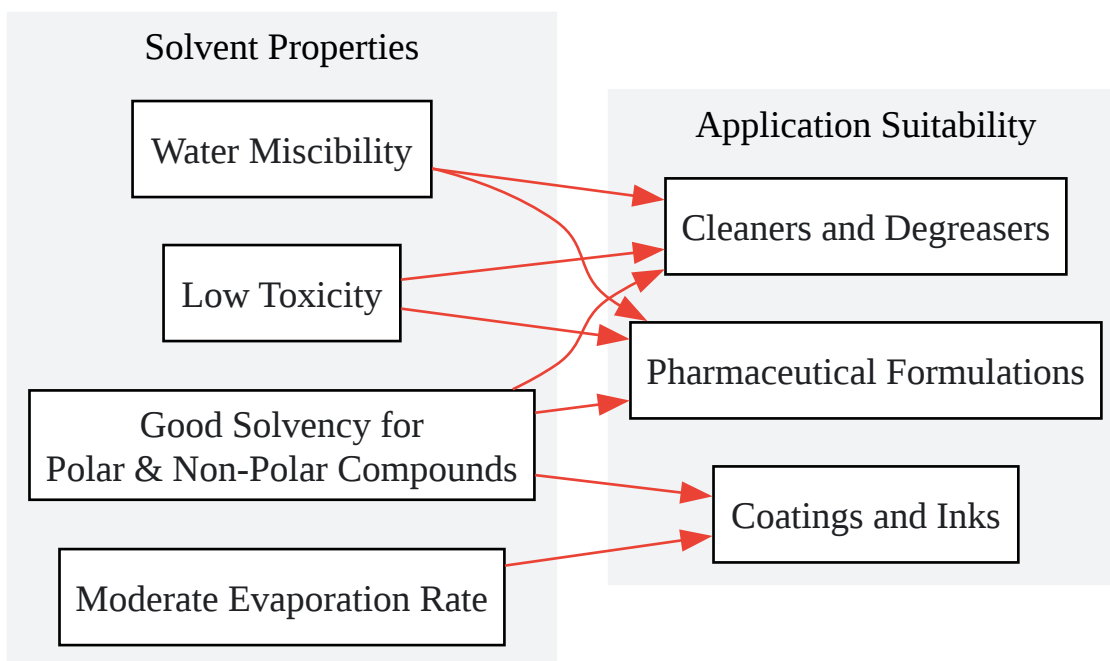 Solvent Properties
Water Miscibility
Low Toxicity
Good Solvency for
Polar & Non-Polar Compounds
Moderate Evaporation Rate
Application Suitability
Cleaners and Degreasers
Pharmaceutical Formulations
Coatings and Inks